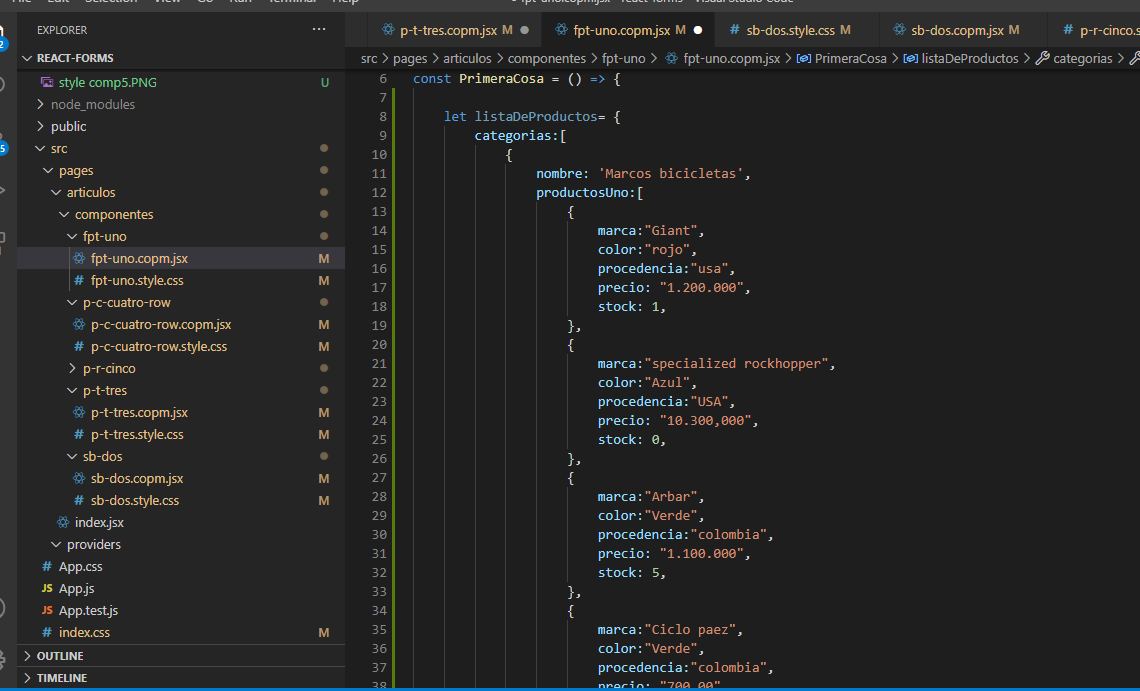 File Edit Selection View Go Run Terminal Help fpt-uno.copm.jsx - react-forms - Visual Studio Code
EXPLORER ...
REACT-FORMS
style comp5.PNG U
node_modules
public
src
pages
articulos
componentes
fpt-uno
fpt-uno.copm.jsx M
fpt-uno.style.css M
p-c-cuatro-row
p-c-cuatro-row.copm.jsx M
p-c-cuatro-row.style.css M
p-r-cinco
p-t-tres
p-t-tres.copm.jsx M
p-t-tres.style.css M
sb-dos
sb-dos.copm.jsx M
sb-dos.style.css M
index.jsx
providers
App.css
App.js
App.test.js
index.css M
OUTLINE
TIMELINE
p-t-tres.copm.jsx M fpt-uno.copm.jsx M sb-dos.style.css M sb-dos.copm.jsx M p-r-cinco.s
src > pages > articulos > componentes > fpt-uno > fpt-uno.copm.jsx > PrimeraCosa > listaDeProductos > categorias >
6 const PrimeraCosa = () => {
7
8 let listaDeProductos= {
9 categorias:[
10 {
11 nombre: 'Marcos bicicletas',
12 productosUno:[
13 {
14 marca:"Giant",
15 color:"rojo",
16 procedencia:"usa",
17 precio: "1.200.000",
18 stock: 1,
19 },
20 {
21 marca:"specialized rockhopper",
22 color:"Azul",
23 procedencia:"USA",
24 precio: "10.300,000",
25 stock: 0,
26 },
27 {
28 marca:"Arbar",
29 color:"Verde",
30 procedencia:"colombia",
31 precio: "1.100.000",
32 stock: 5,
33 },
34 {
35 marca:"Ciclo paez",
36 color:"Verde",
37 procedencia:"colombia",
38 precio: "700.00"